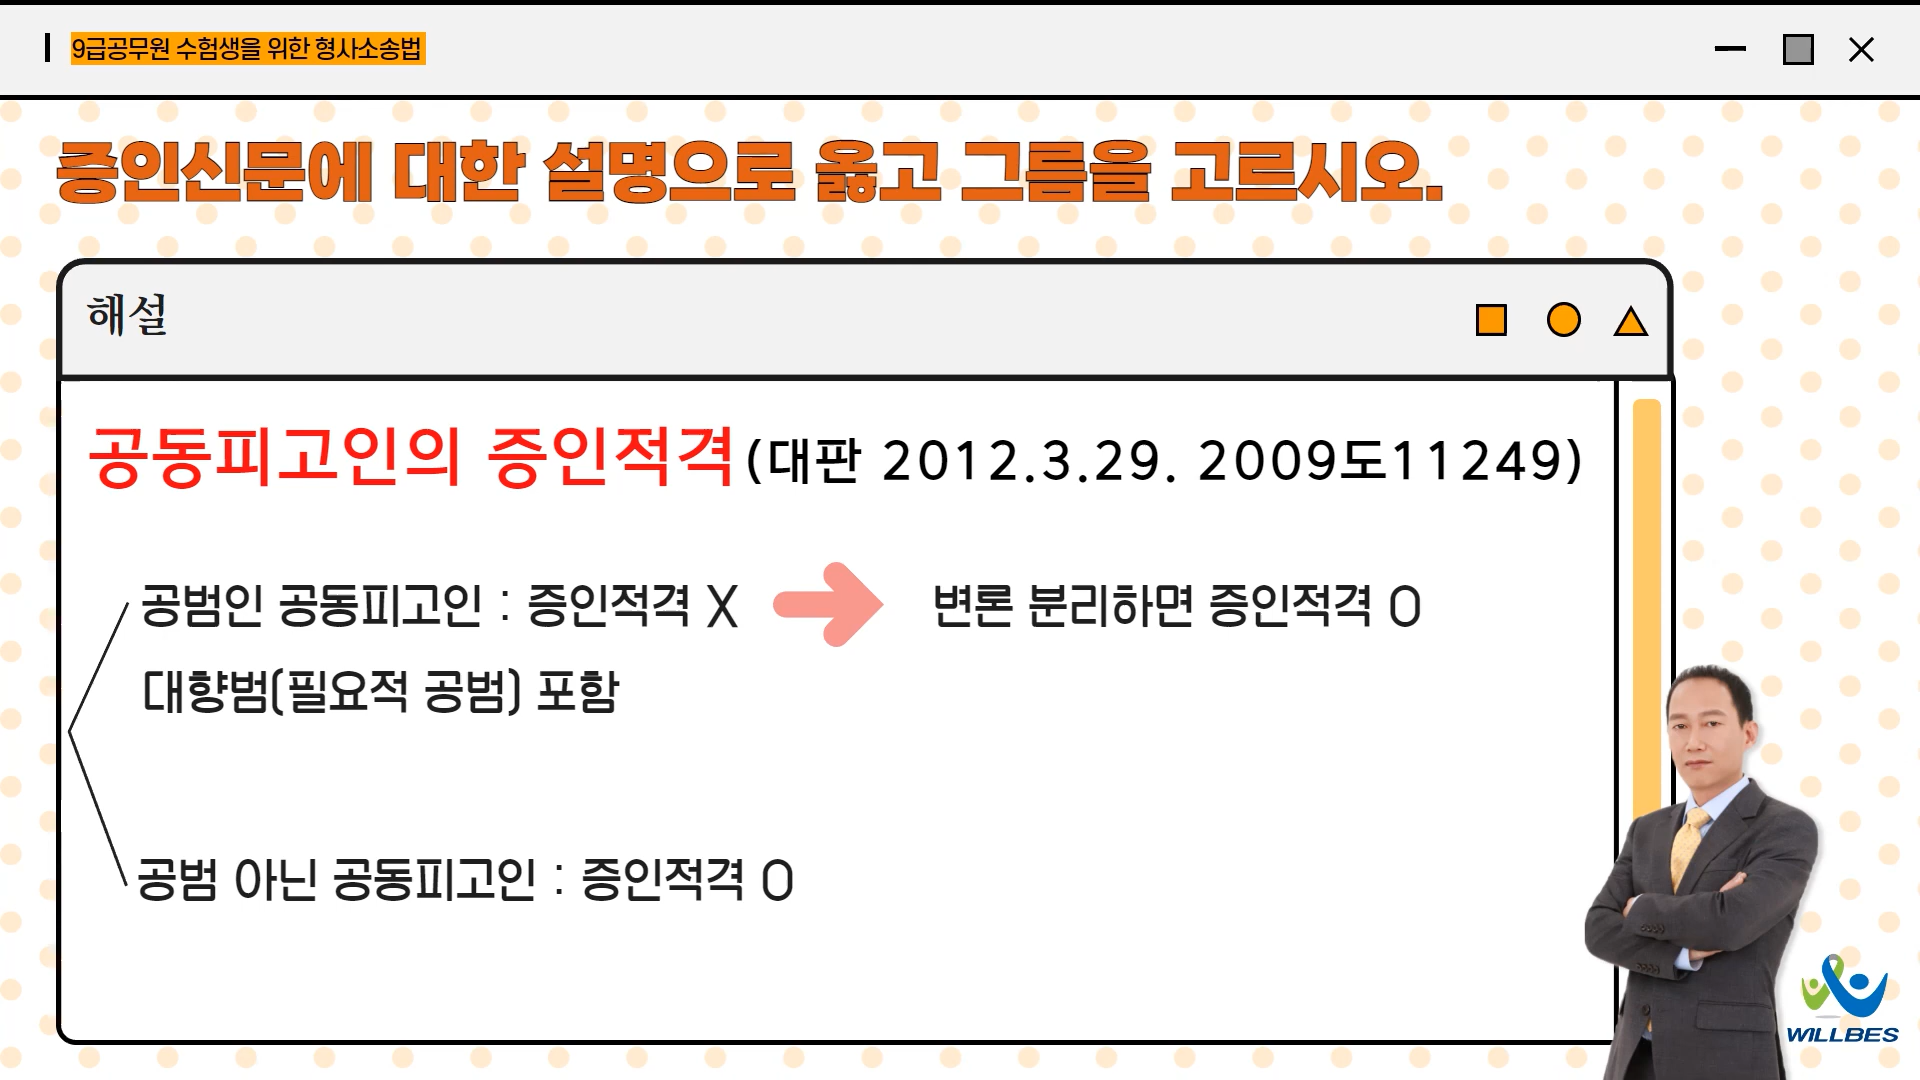 9급공무원 수험생을 위한 형사소송법
증인신문에 대한 설명으로 옳고 그름을 고르시오.
해설
공동피고인의 증인적격(대판 2012.3.29. 2009도11249)
공범인 공동피고인 : 증인적격 X 변론 분리하면 증인적격 O
대향범(필요적 공범) 포함
공범 아닌 공동피고인 : 증인적격 O
WILLBES